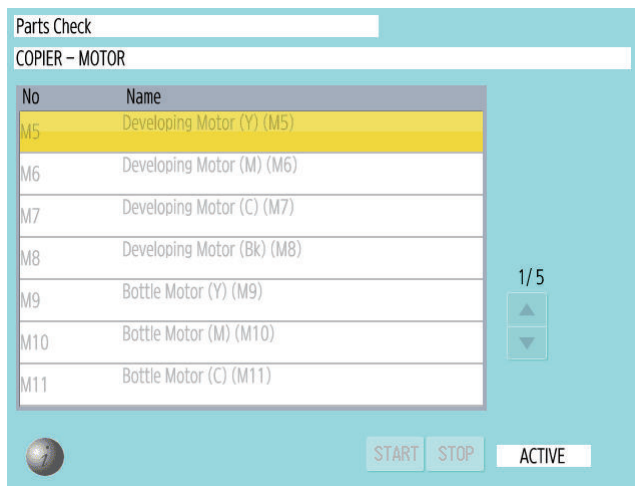 Parts Check
COPIER – MOTOR
No Name
M5 Developing Motor (Y) (M5)
M6 Developing Motor (M) (M6)
M7 Developing Motor (C) (M7)
M8 Developing Motor (Bk) (M8)
M9 Bottle Motor (Y) (M9)
M10 Bottle Motor (M) (M10)
M11 Bottle Motor (C) (M11)
1/5
i
START STOP ACTIVE